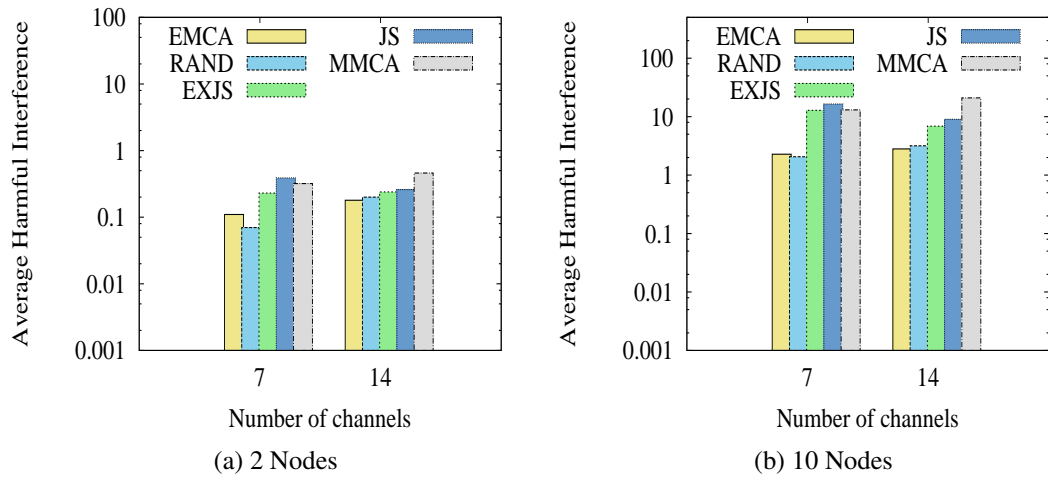 Average Harmful Interference
100
10
1
0.1
0.01
0.001
EMCA
RAND
EXJS
JS
MMCA
7
14
Number of channels
(a) 2 Nodes
Average Harmful Interference
100
10
1
0.1
0.01
0.001
EMCA
RAND
EXJS
JS
MMCA
7
14
Number of channels
(b) 10 Nodes